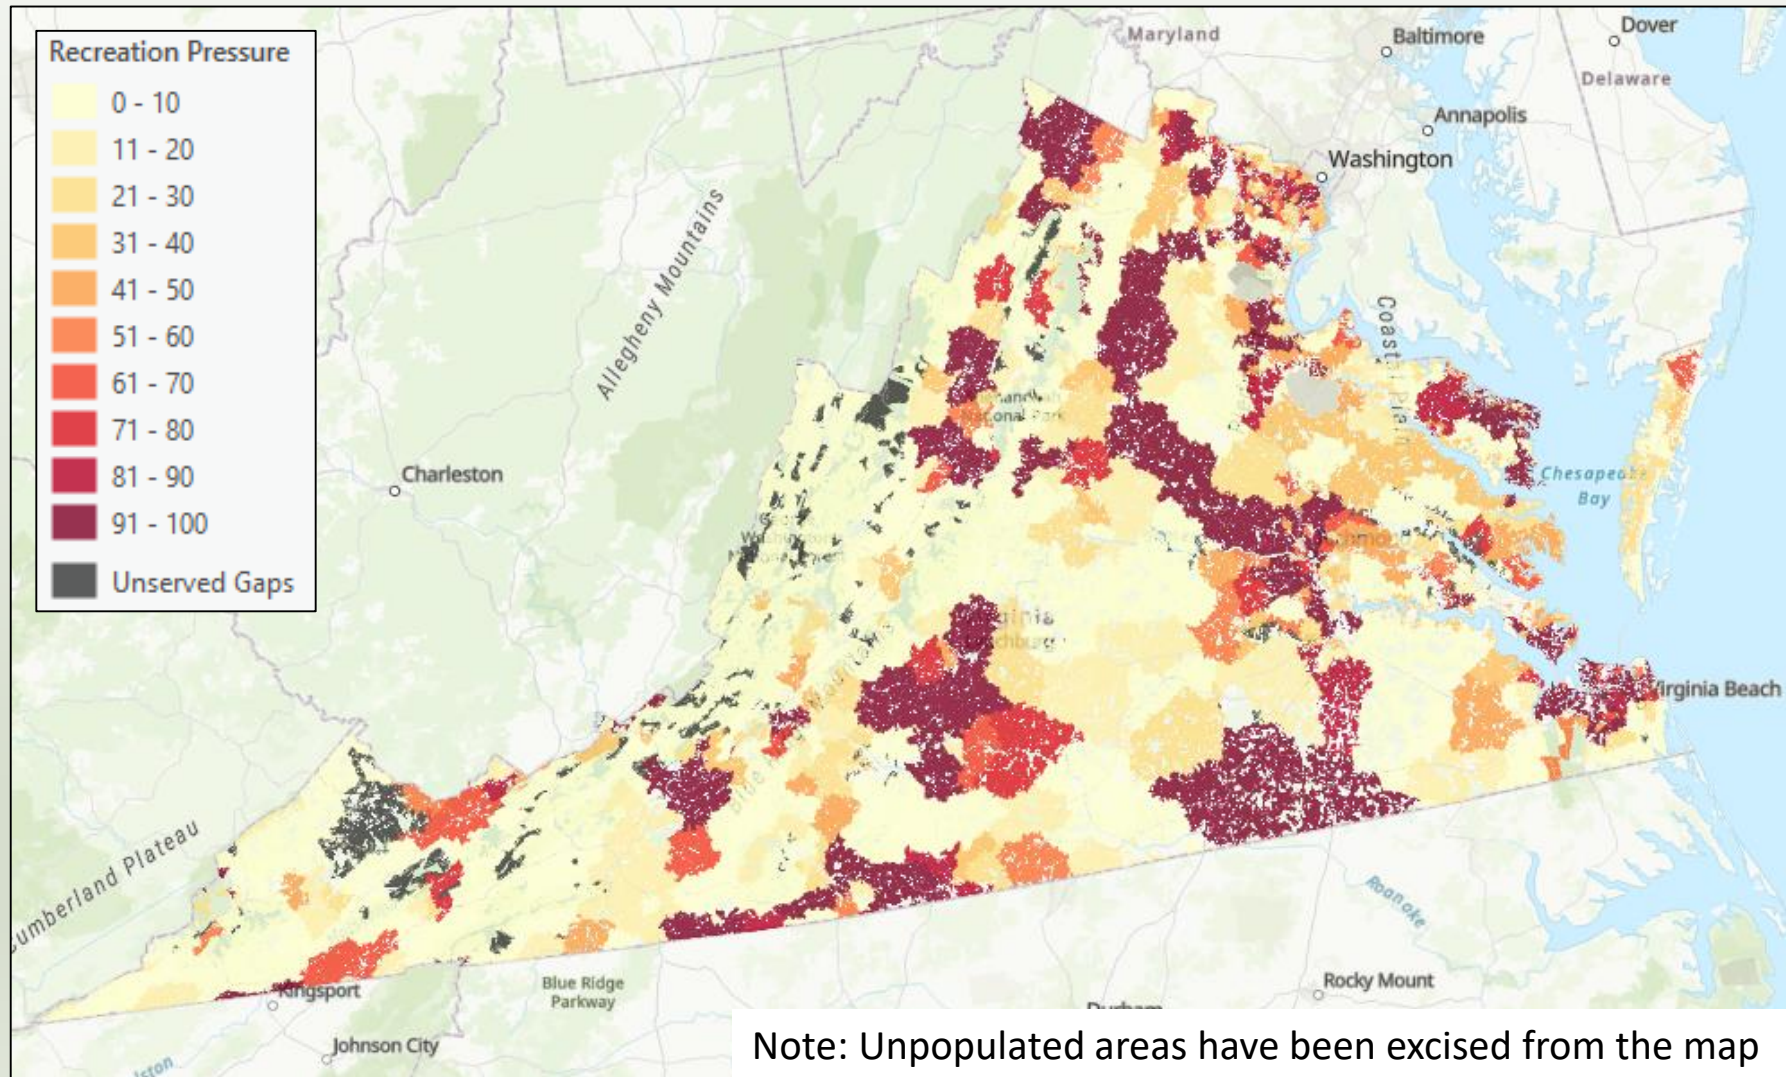 Recreation Pressure
0 - 10
11 - 20
21 - 30
31 - 40
41 - 50
51 - 60
61 - 70
71 - 80
81 - 90
91 - 100
Unserved Gaps
Maryland
Baltimore
Dover
Delaware
Annapolis
Washington
Allegheny Mountains
Coastal Plain
National Park
Charleston
Chesapeake
Bay
Virginia Beach
Roanoke
Kingsport
Blue Ridge
Parkway
Rocky Mount
Durham
Johnson City
Note: Unpopulated areas have been excised from the map